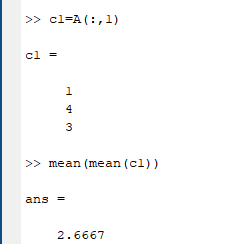 >> c1=A(:,1)
c1 =
1
4
3
>> mean(mean(c1))
ans =
2.6667